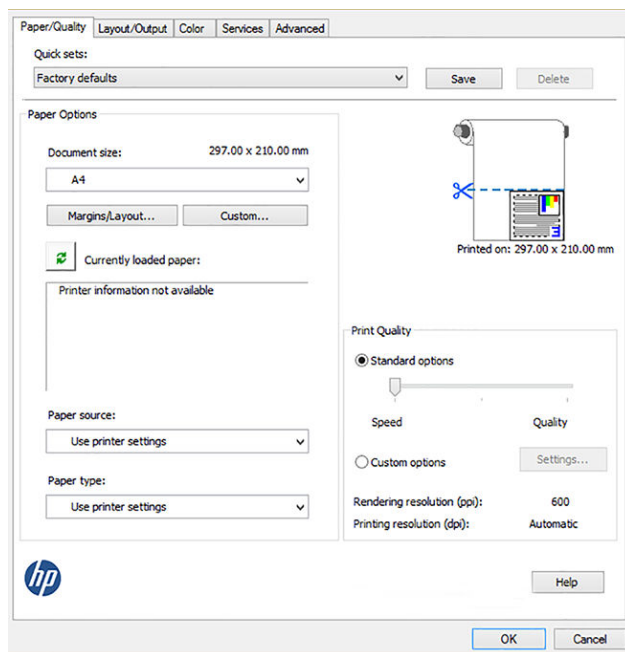 Paper/Quality Layout/Output Color Services Advanced
Quick sets:
Factory defaults Save Delete
Paper Options
Document size: 297.00 x 210.00 mm
A4
Margins/Layout... Custom...
Currently loaded paper:
Printer information not available
Paper source:
Use printer settings
Paper type:
Use printer settings
Printed on: 297.00 x 210.00 mm
Print Quality
Standard options
Speed Quality
Custom options Settings...
Rendering resolution (ppi): 600
Printing resolution (dpi): Automatic
hp
Help
OK Cancel